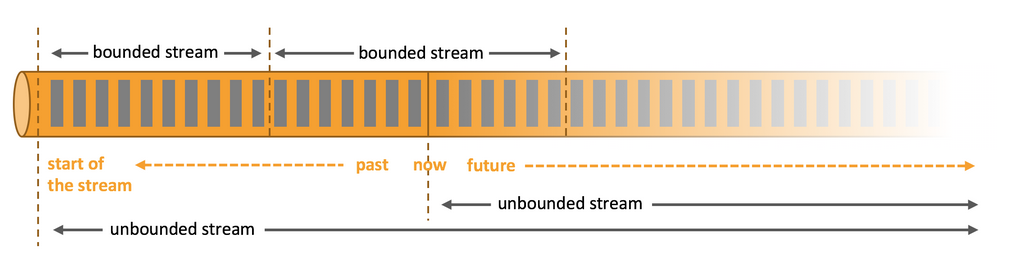 bounded stream
bounded stream
start of
the stream
past
now
future
unbounded stream
unbounded stream